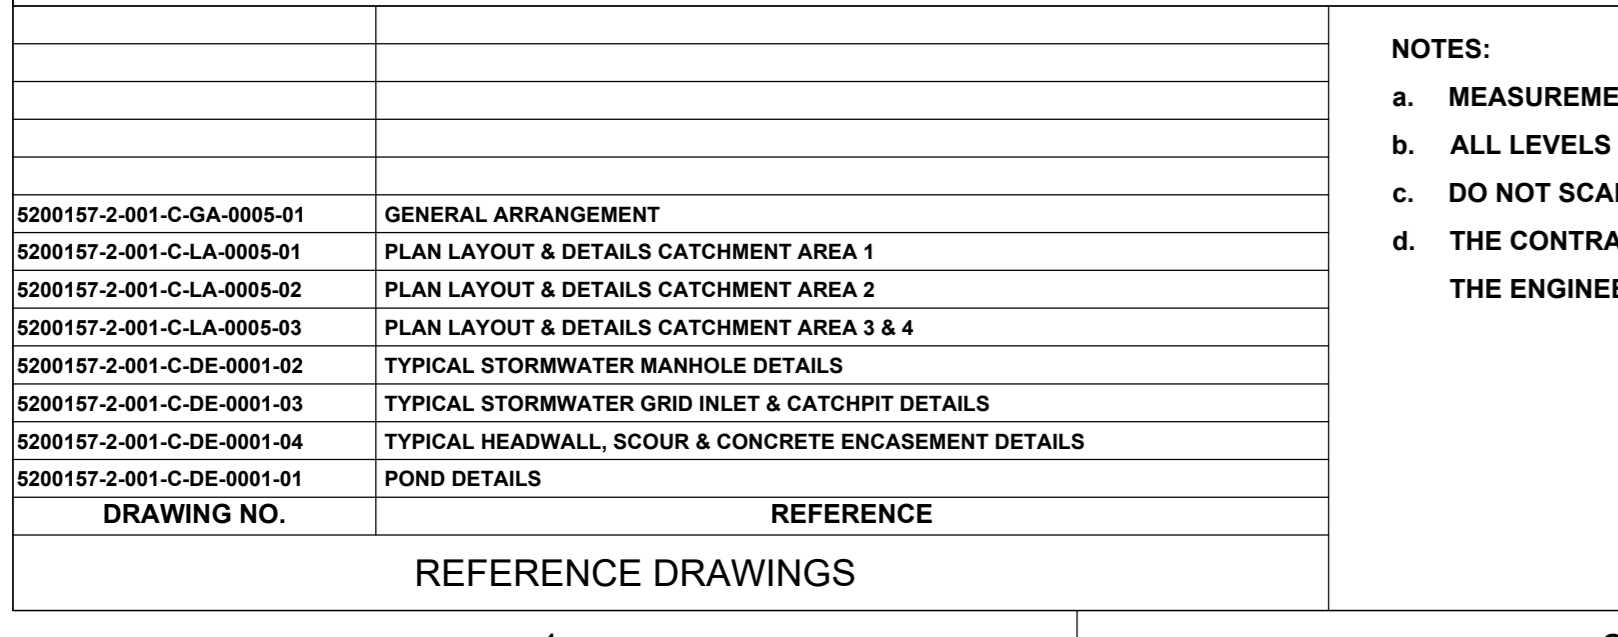 5200157-2-001-C-GA-0005-01 GENERAL ARRANGEMENT
5200157-2-001-C-LA-0005-01 PLAN LAYOUT & DETAILS CATCHMENT AREA 1
5200157-2-001-C-LA-0005-02 PLAN LAYOUT & DETAILS CATCHMENT AREA 2
5200157-2-001-C-LA-0005-03 PLAN LAYOUT & DETAILS CATCHMENT AREA 3 & 4
5200157-2-001-C-DE-0001-02 TYPICAL STORMWATER MANHOLE DETAILS
5200157-2-001-C-DE-0001-03 TYPICAL STORMWATER GRID INLET & CATCHPIT DETAILS
5200157-2-001-C-DE-0001-04 TYPICAL HEADWALL, SCOUR & CONCRETE ENCASEMENT DETAILS
5200157-2-001-C-DE-0001-01 POND DETAILS
DRAWING NO. REFERENCE
REFERENCE DRAWINGS
NOTES:
a. 
b. ALL LEVELS
c. DO NOT
d. THE
THE